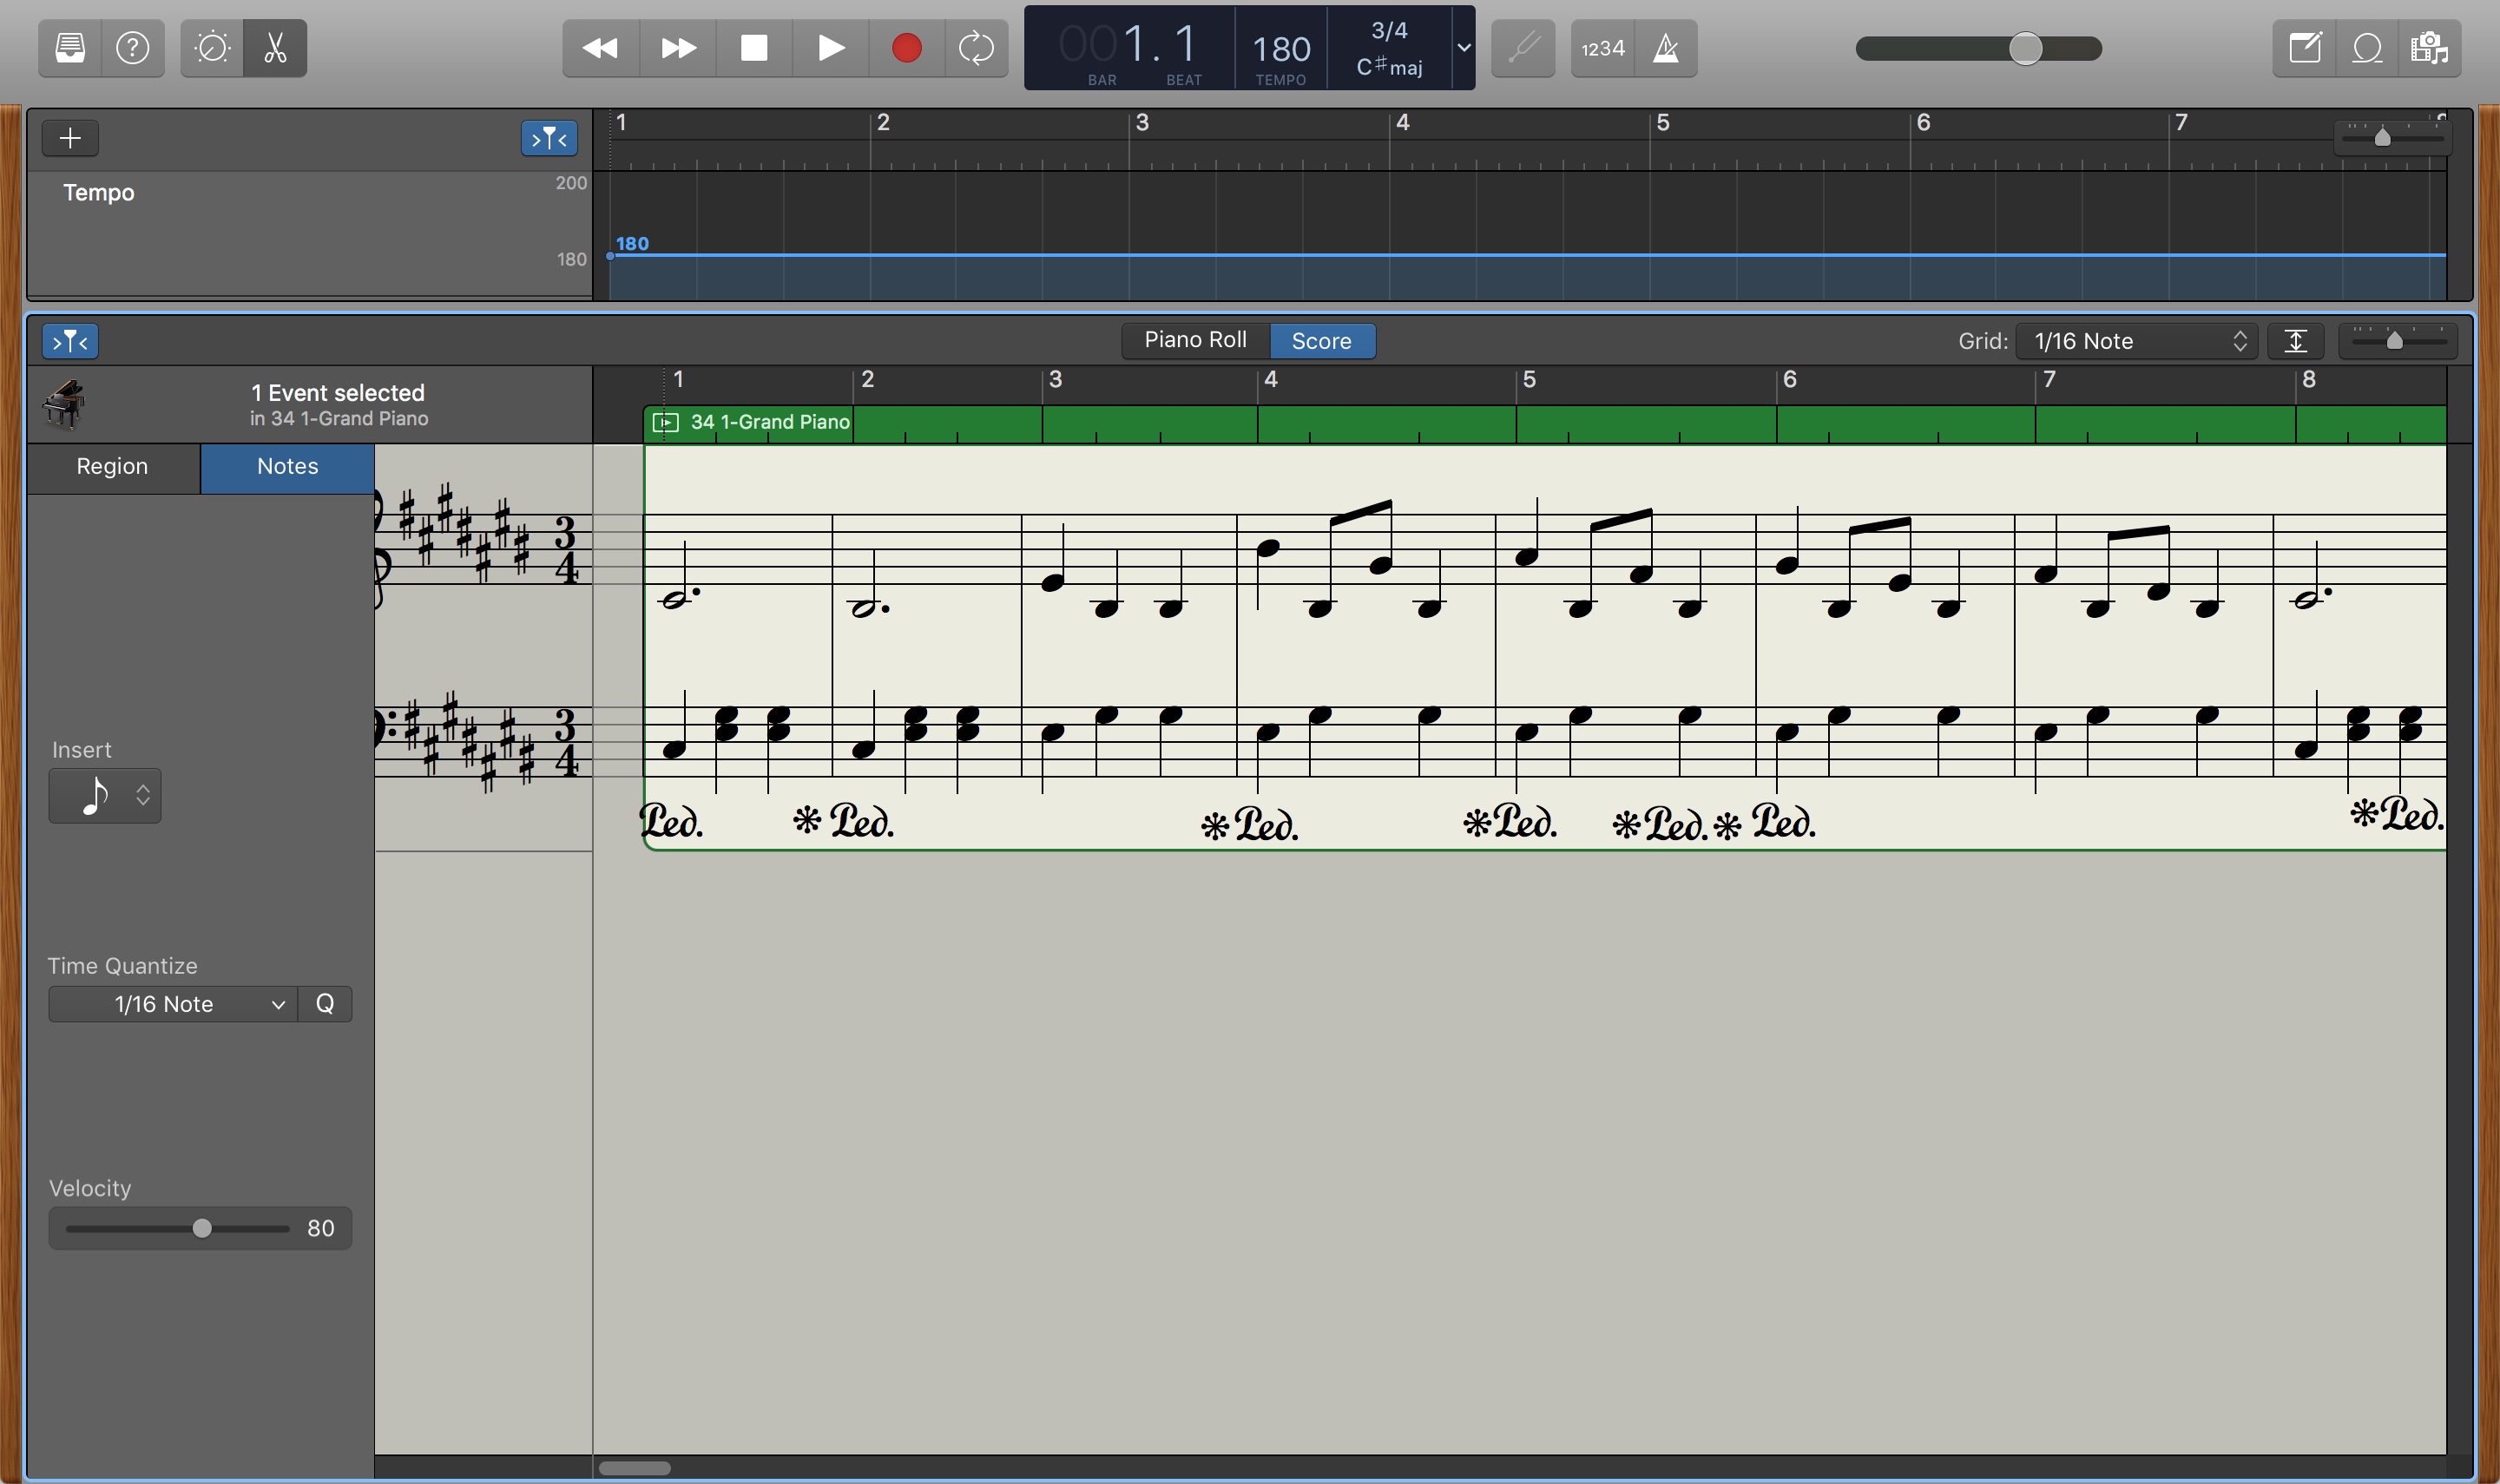 001. 1 180 3/4
C♯maj
BAR BEAT TEMPO
1234
1 2 3 4 5 6 7
Tempo 200
180
180
Piano Roll Score Grid: 1/16 Note
1 Event selected
in 34 1-Grand Piano
1 2 3 4 5 6 7 8
34 1-Grand Piano
Region Notes
3
4
Insert
3
4
Ped. Ped. Ped. Ped. Ped. Ped. Ped.
Time Quantize
1/16 Note Q
Velocity
80